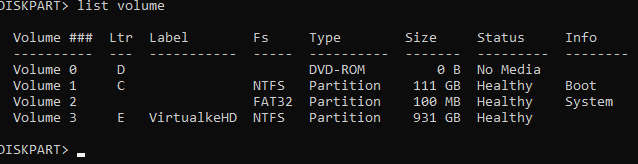 DISKPART> list volume
Volume ### Ltr Label Fs Type Size Status Info
---------- --- ----------- ----- ---------- ------- --------- --------
Volume 0 D DVD-ROM 0 B No Media
Volume 1 C NTFS Partition 111 GB Healthy Boot
Volume 2 FAT32 Partition 100 MB Healthy System
Volume 3 E VirtualkeHD NTFS Partition 931 GB Healthy
DISKPART>